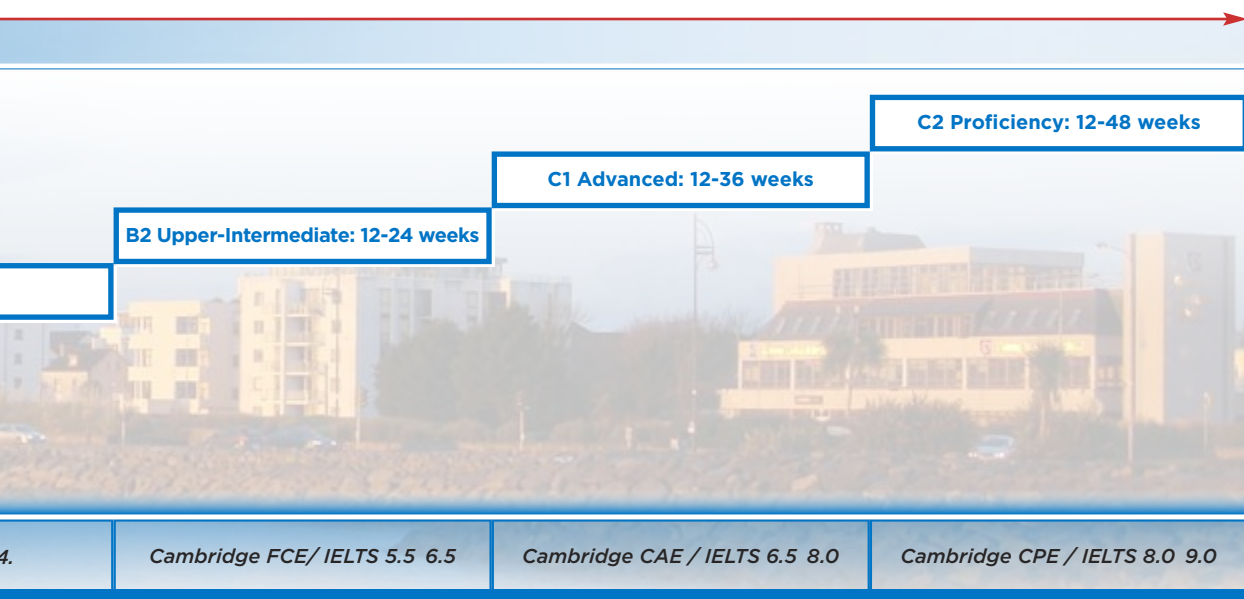 C2 Proficiency: 12-48 weeks
C1 Advanced: 12-36 weeks
B2 Upper-Intermediate: 12-24 weeks
4.
Cambridge FCE/ IELTS 5.5 6.5
Cambridge CAE / IELTS 6.5 8.0
Cambridge CPE / IELTS 8.0 9.0